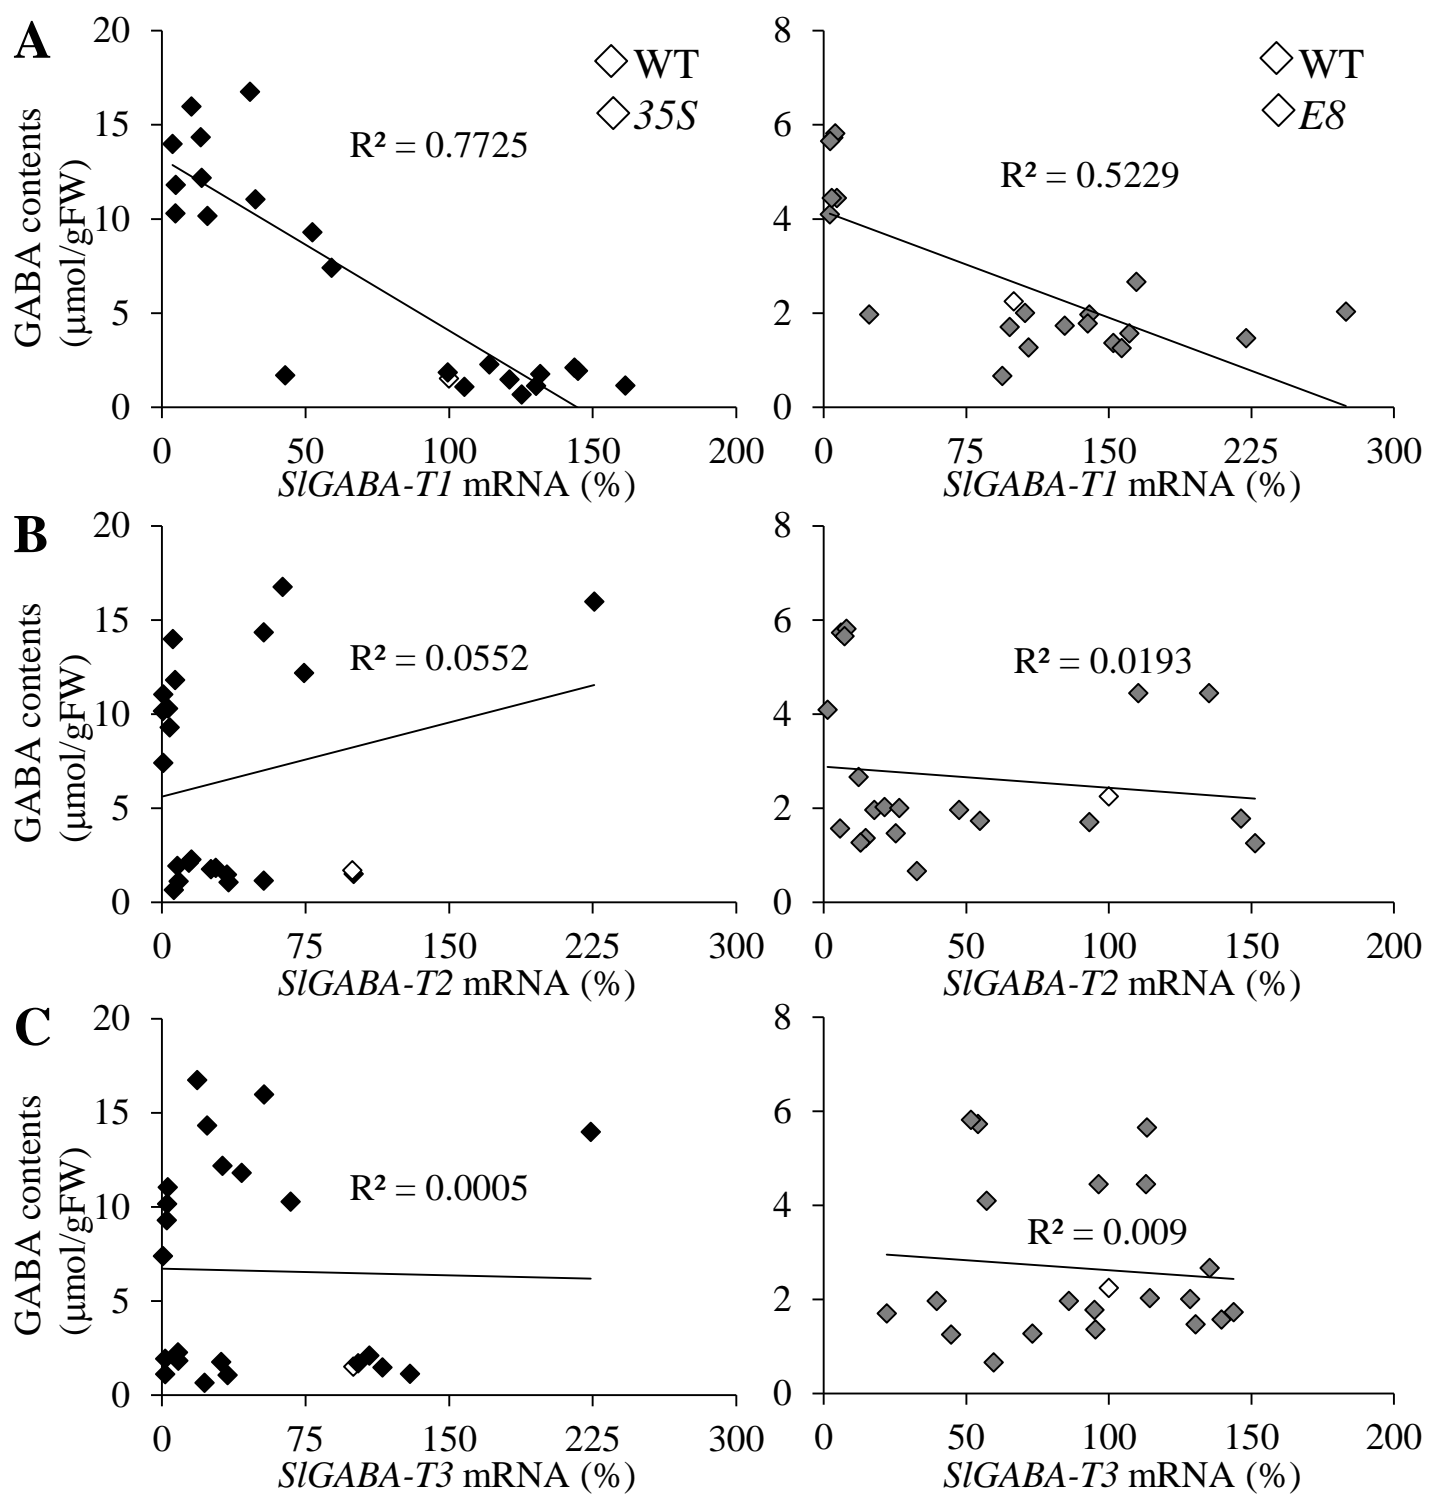 A
GABA contents
(µmol/gFW)
20
15
10
5
0
WT
35S
R² = 0.7725
0 50 100 150 200
SlGABA-T1 mRNA (%)
8
6
4
2
0
WT
E8
R² = 0.5229
0 75 150 225 300
SlGABA-T1 mRNA (%)
B
GABA contents
(µmol/gFW)
20
15
10
5
0
R² = 0.0552
0 75 150 225 300
SlGABA-T2 mRNA (%)
8
6
4
2
0
R² = 0.0193
0 50 100 150 200
SlGABA-T2 mRNA (%)
C
GABA contents
(µmol/gFW)
20
15
10
5
0
R² = 0.0005
0 75 150 225 300
SlGABA-T3 mRNA (%)
8
6
4
2
0
R² = 0.009
0 50 100 150 200
SlGABA-T3 mRNA (%)